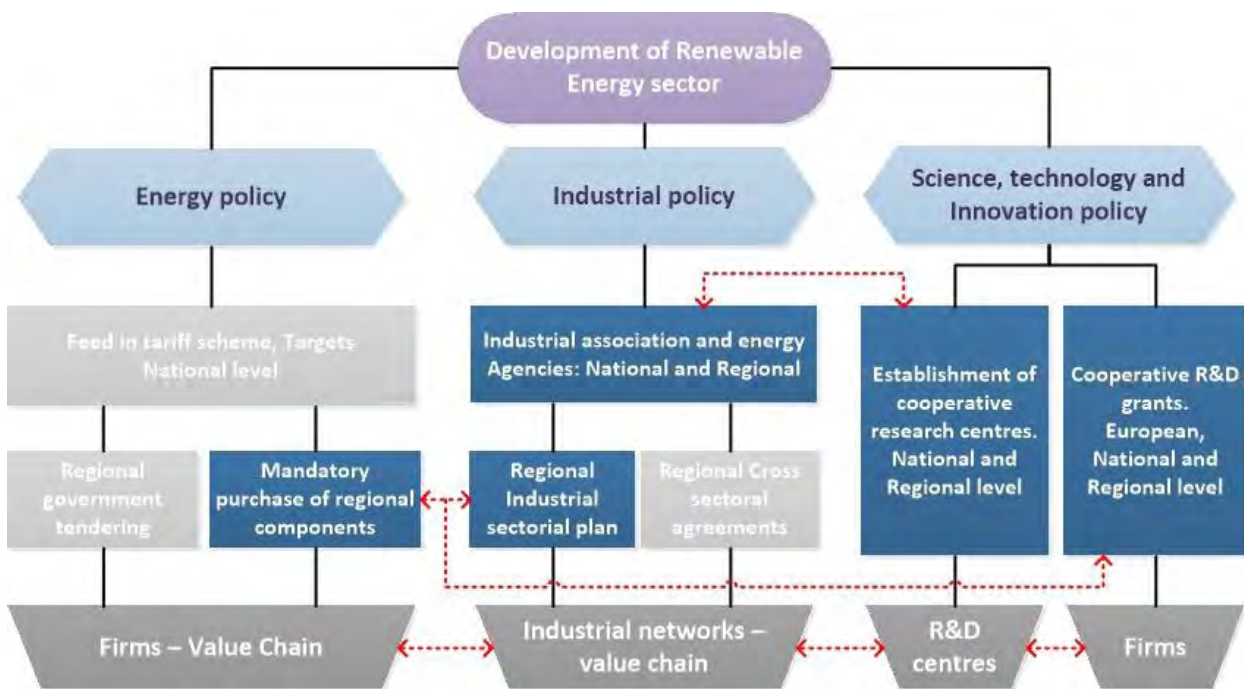 Development of Renewable
Energy sector
Energy policy
Industrial policy
Science, technology and
Innovation policy
Feed in tariff scheme, Targets
National level
Industrial association and energy
Agencies: National and Regional
Establishment of
cooperative
research centres.
National and
Regional level
Cooperative R&D
grants.
European,
National and
Regional level
Regional
government
tendering
Mandatory
purchase of regional
components
Regional
Industrial
sectorial plan
Regional Cross
sectoral
agreements
Firms – Value Chain
Industrial networks –
value chain
R&D
centres
Firms